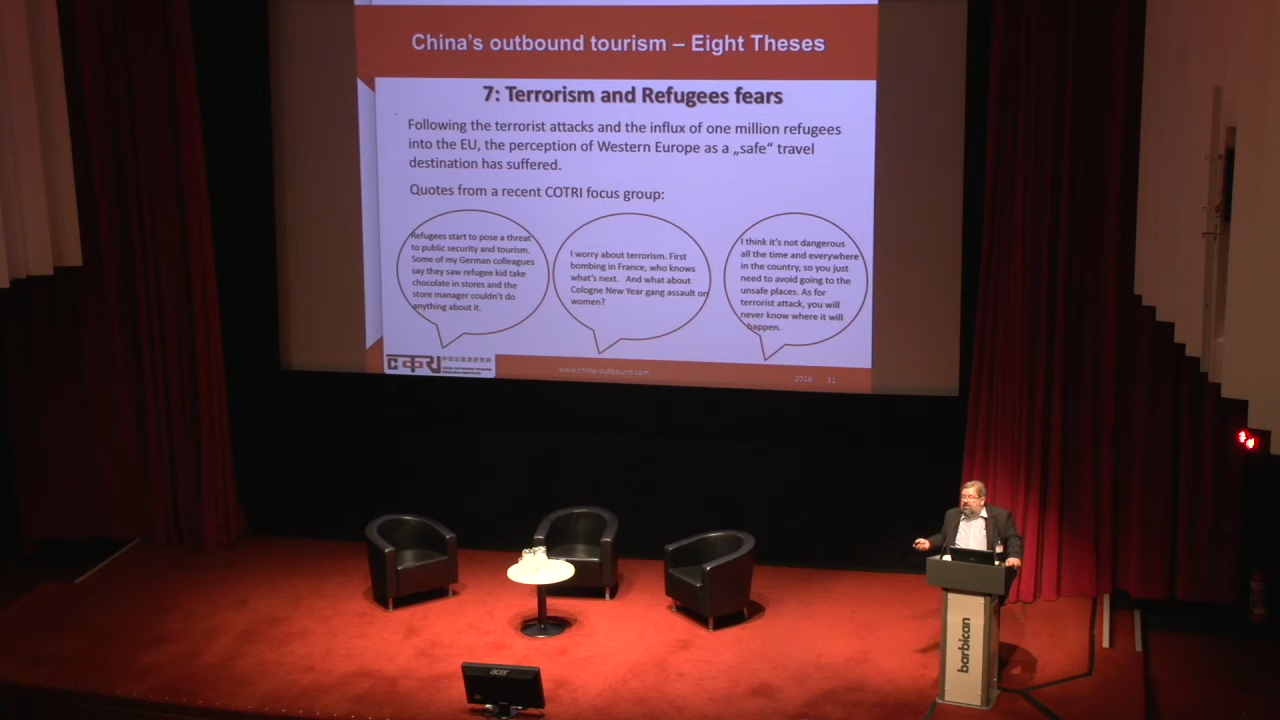 China's outbound tourism – Eight Theses
7: Terrorism and Refugees fears
Following the terrorist attacks and the influx of one million refugees
into the EU, the perception of Western Europe as a „safe“ travel
destination has suffered.
Quotes from a recent COTRI focus group:
Refugees start to pose a threat
to public security and tourism.
Some of my German colleagues
say they saw refugee kid take
chocolate in stores and the
store manager couldn't do
anything about it.
I worry about terrorism. First
bombing in France, who knows
what's next. And what about
Cologne New Year gang assault on
women?
I think it's not dangerous
all the time and everywhere
in the country, so you just
need to avoid going to the
unsafe places. As for
terrorist attack, you will
never know where it will
happen.
CHINA OUTBOUND TOURISM
RESEARCH INSTITUTE
www.china-outbound.com
2016 31
barbican
acer